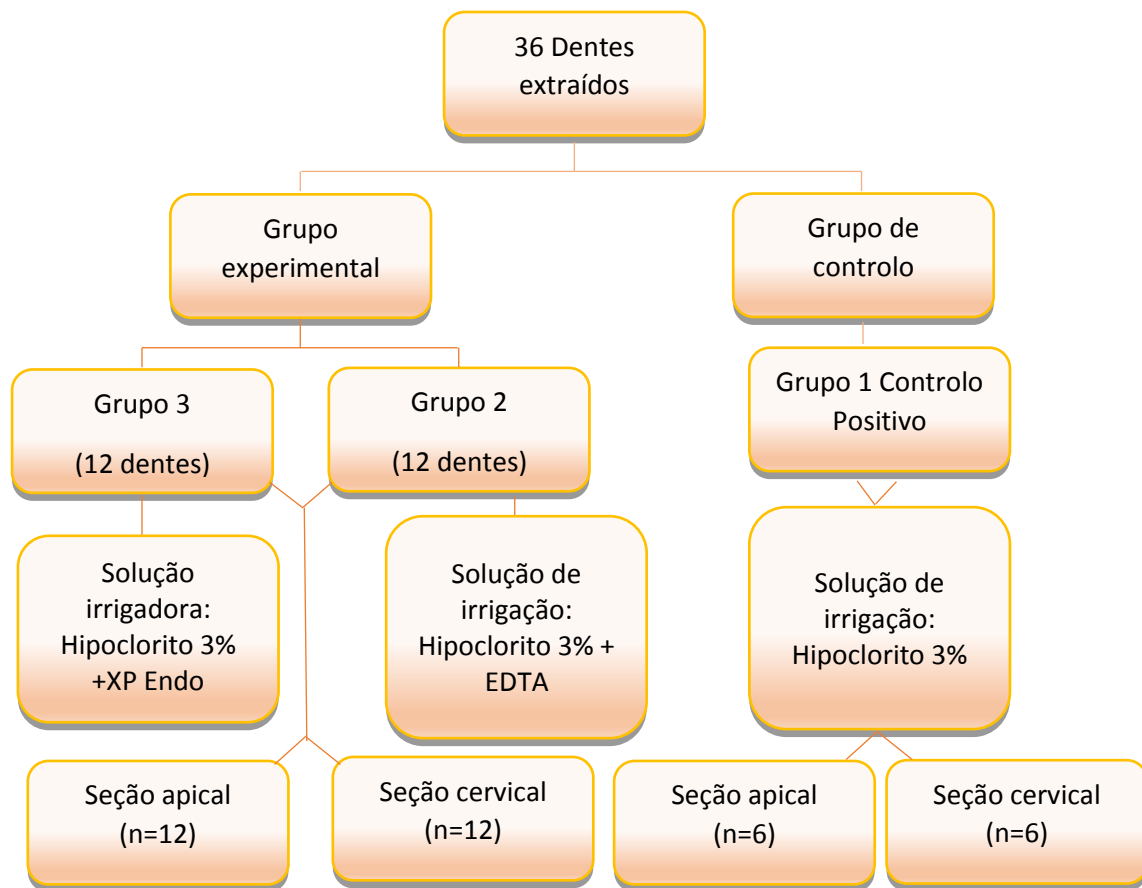 36 Dentes
extraídos
Grupo
experimental
Grupo de
controlo
Grupo 3
(12 dentes)
Grupo 2
(12 dentes)
Grupo 1 Controlo
Positivo
Solução
irrigadora:
Hipoclorito 3%
+XP Endo
Solução de
irrigação:
Hipoclorito 3% +
EDTA
Solução de
irrigação:
Hipoclorito 3%
Seção apical
(n=12)
Seção cervical
(n=12)
Seção apical
(n=6)
Seção cervical
(n=6)